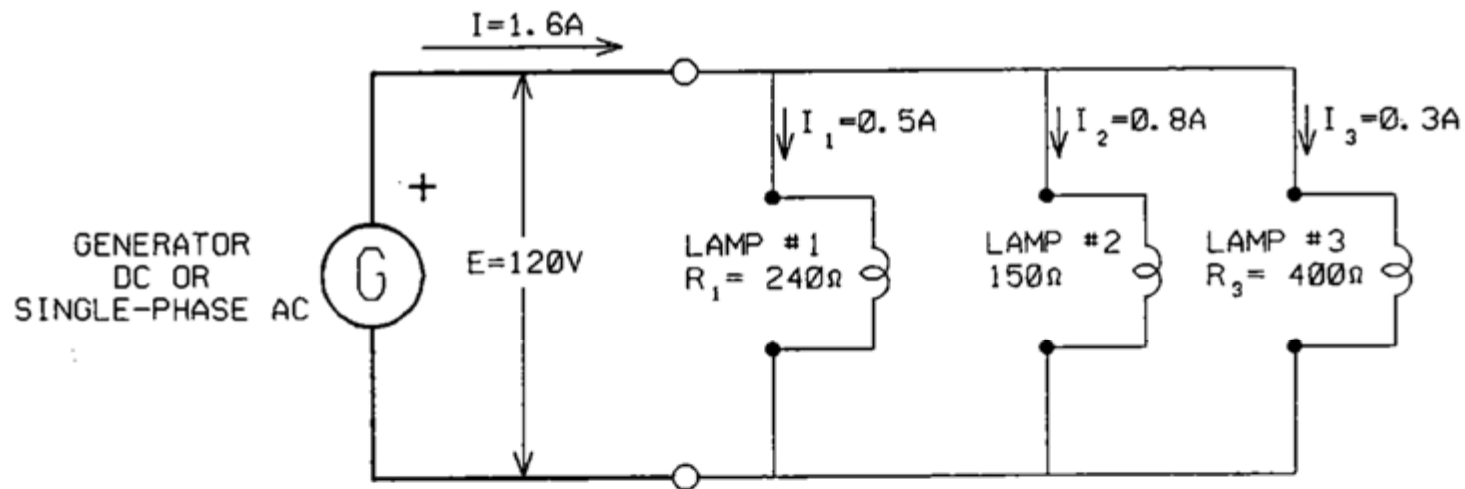 I=1.6A
I₁=0.5A
I₂=0.8A
I₃=0.3A
+
GENERATOR
DC OR
SINGLE-PHASE AC
G
E=120V
LAMP #1
R₁= 240Ω
LAMP #2
150Ω
LAMP #3
R₃= 400Ω